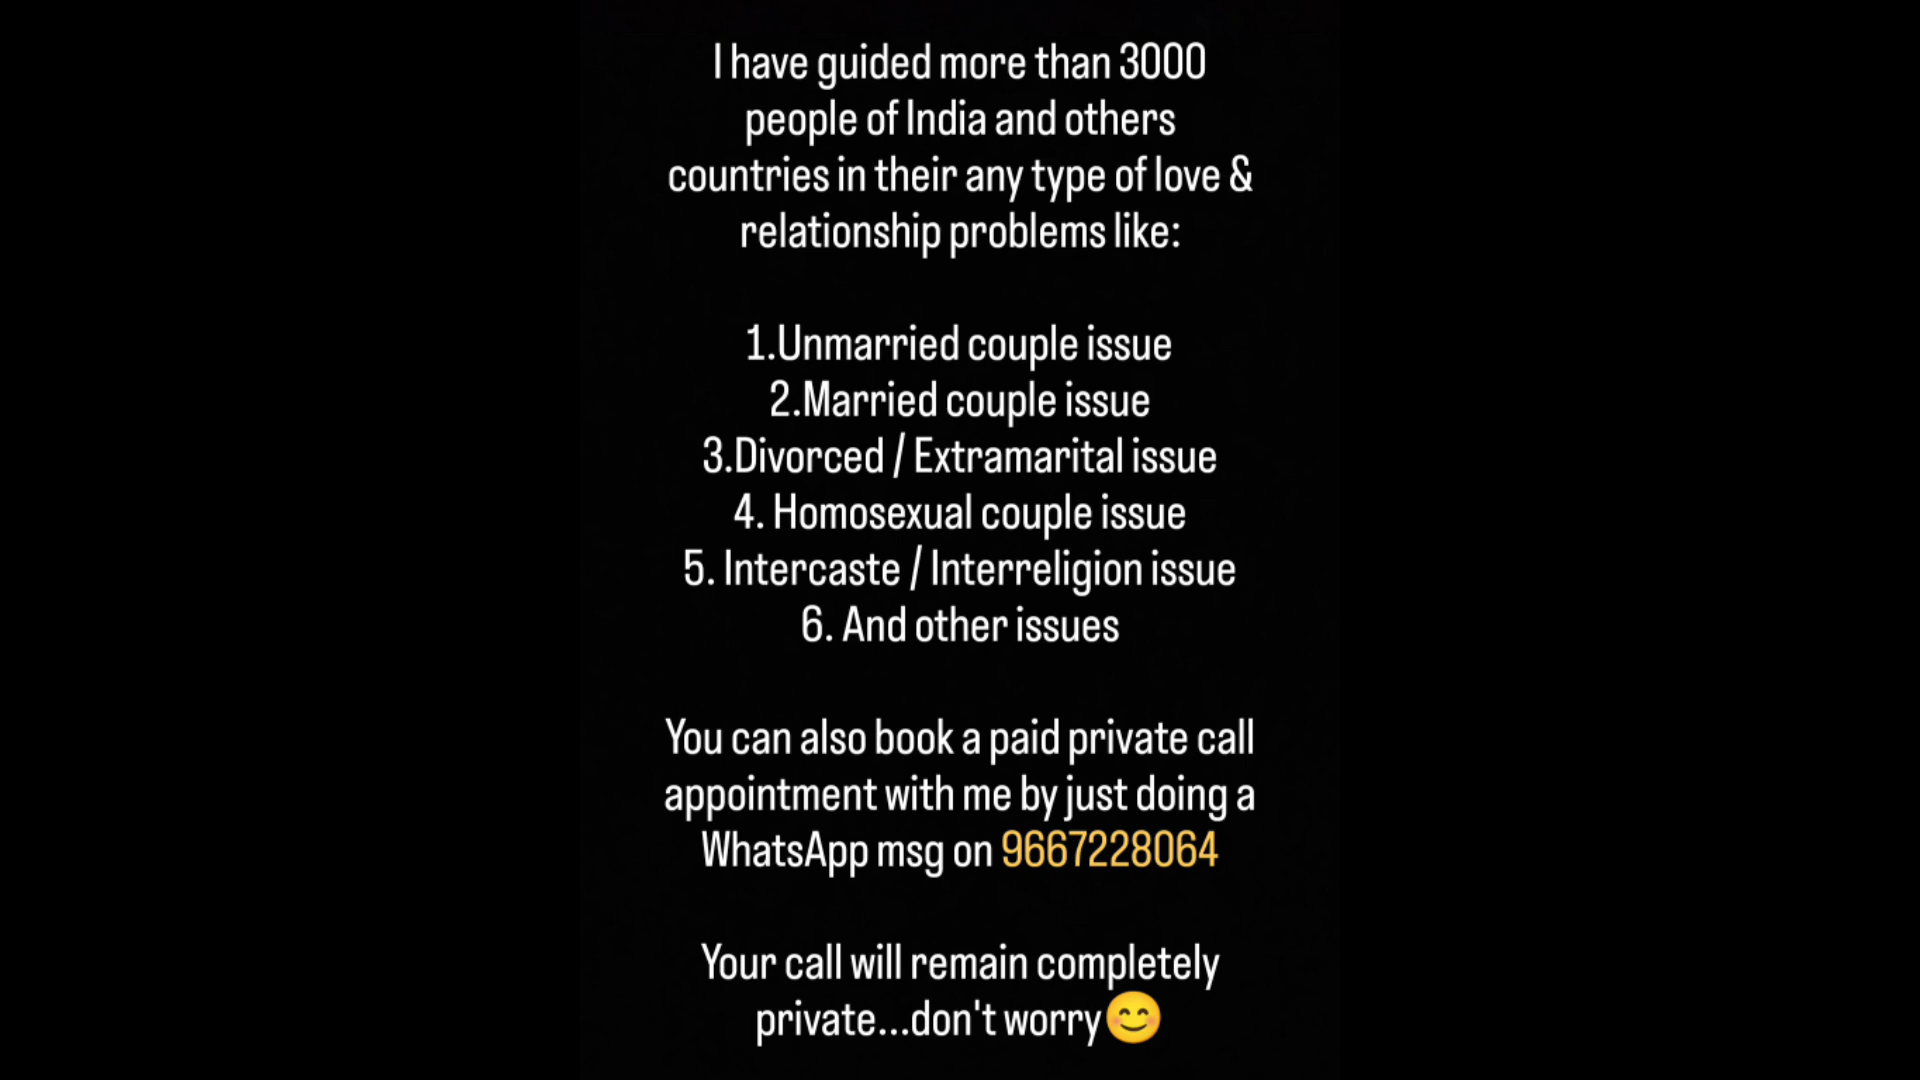 I have guided more than 3000
people of India and others
countries in their any type of love &
relationship problems like:
1.Unmarried couple issue
2.Married couple issue
3.Divorced / Extramarital issue
4. Homosexual couple issue
5. Intercaste / Interreligion issue
6. And other issues
You can also book a paid private call
appointment with me by just doing a
WhatsApp msg on 9667228064
Your call will remain completely
private...don't worry😊